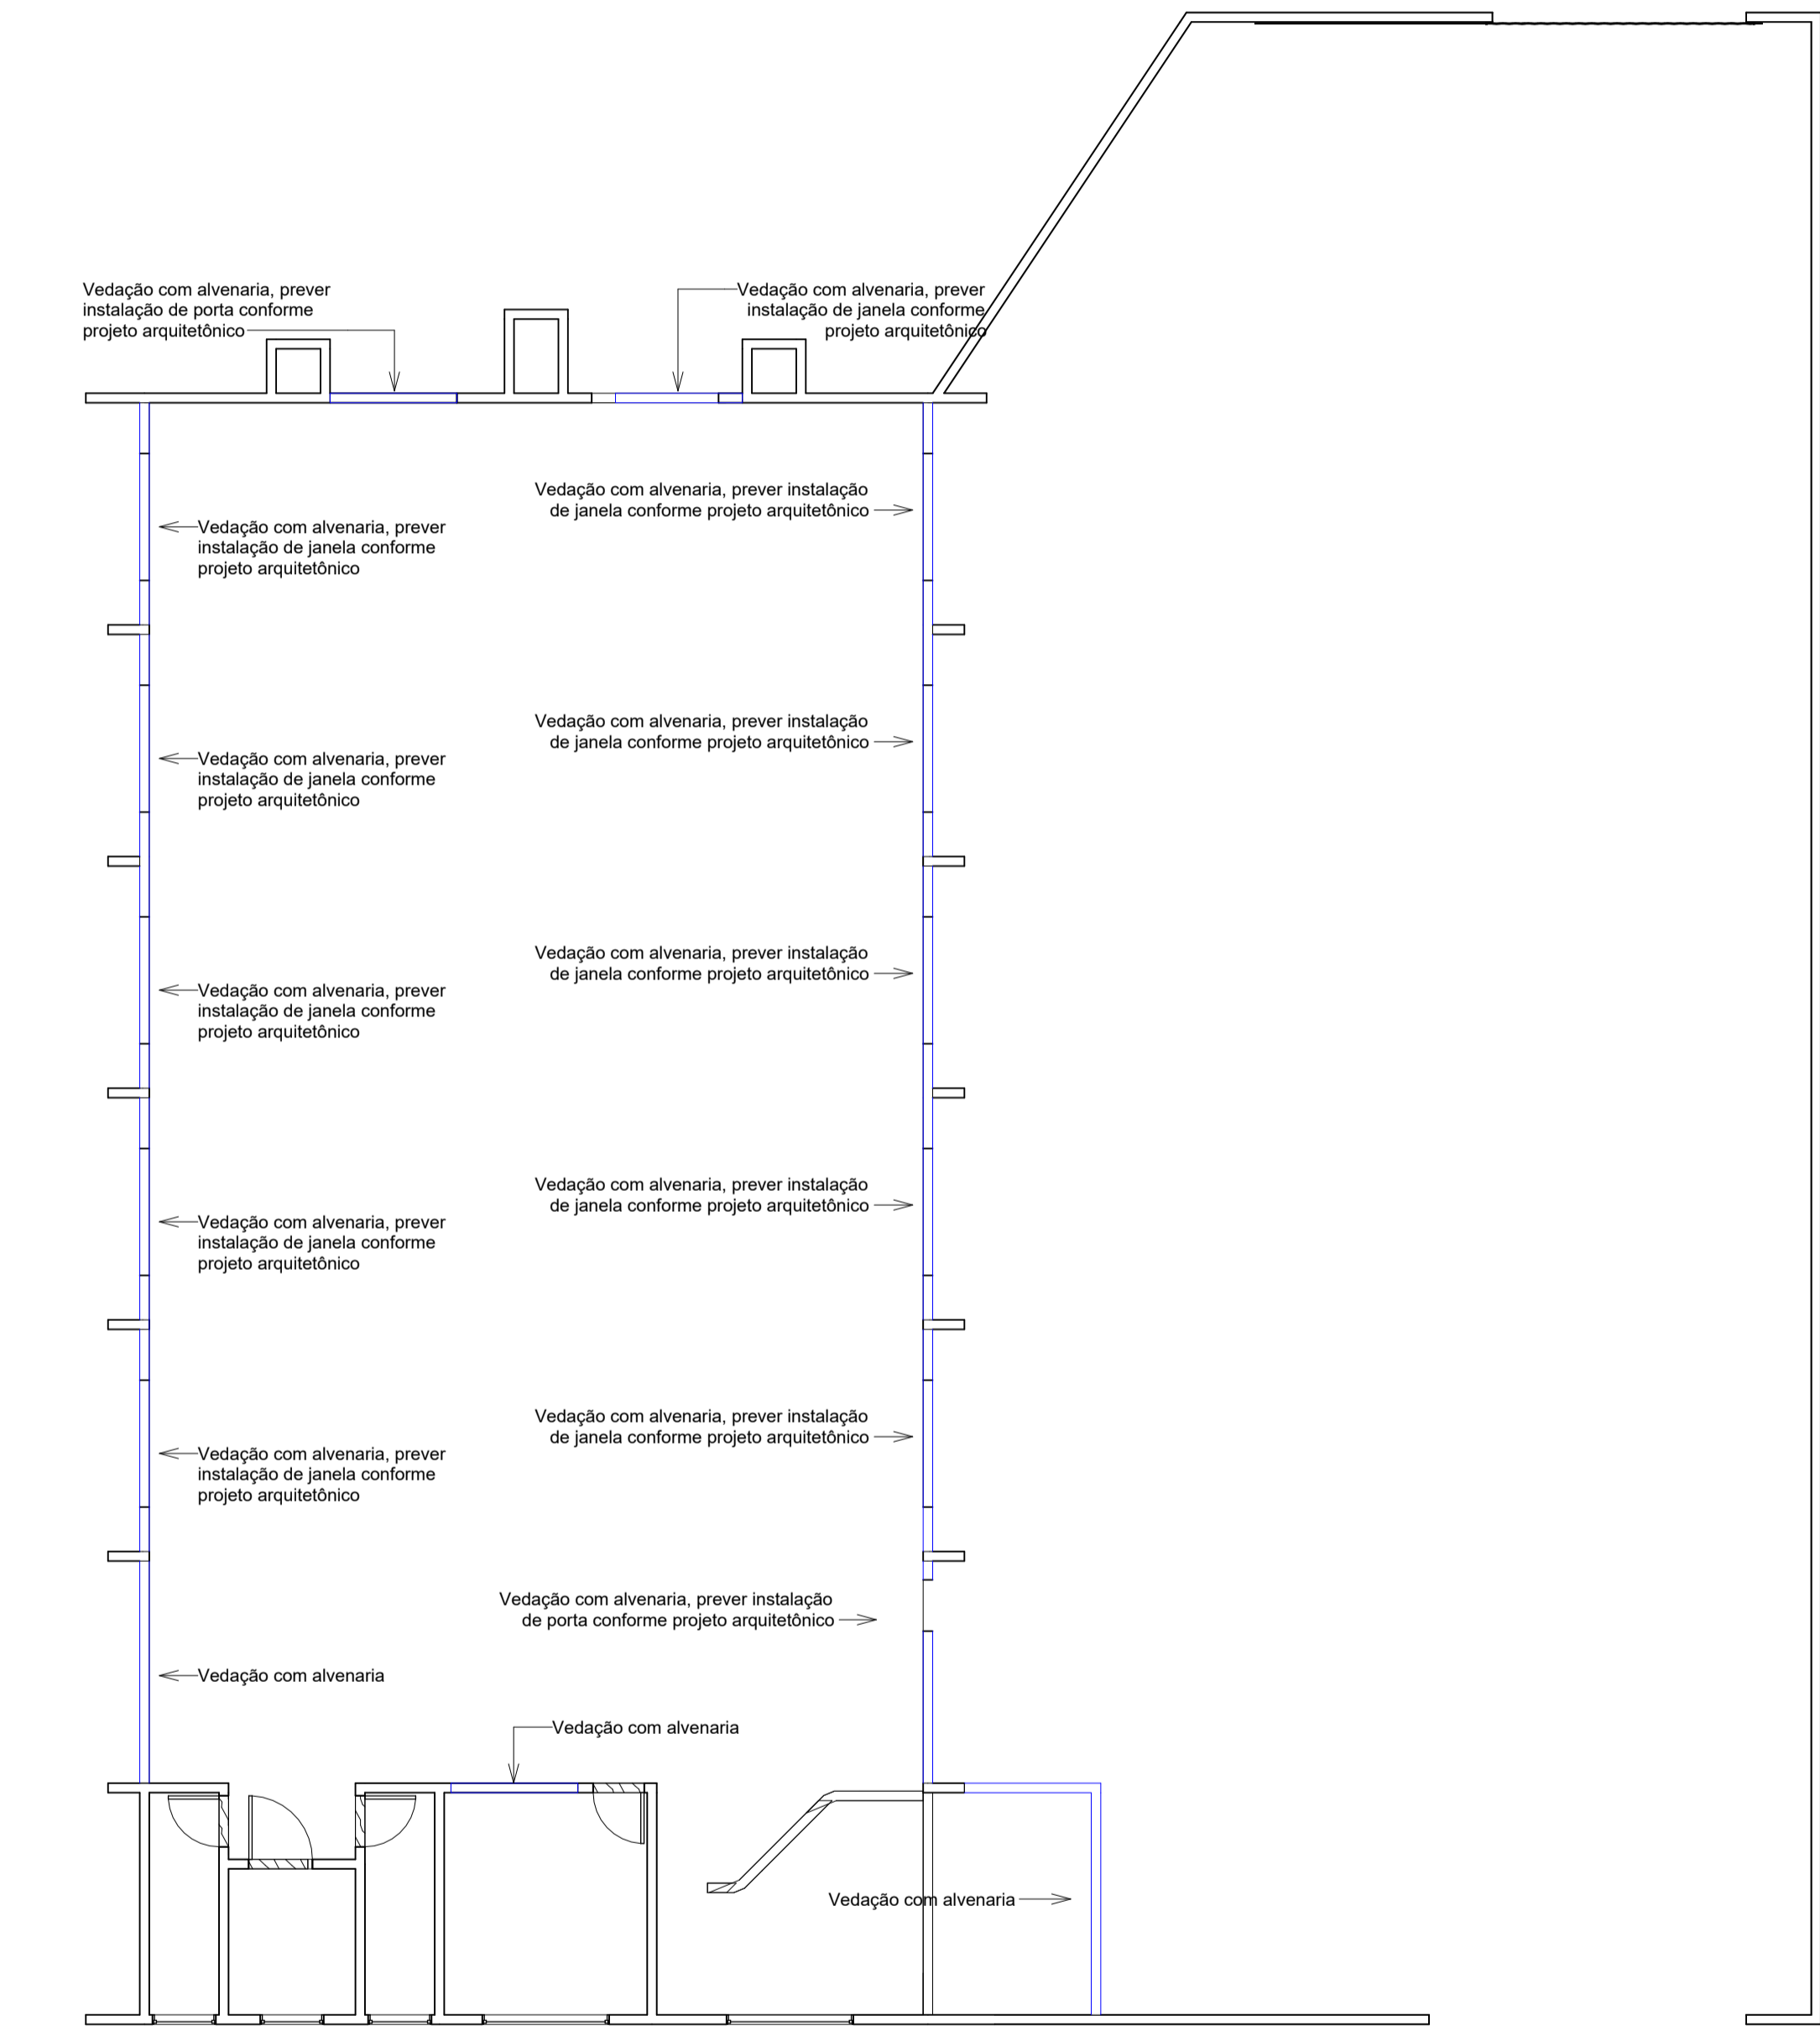 Vedação com alvenaria, prever
instalação de porta conforme
projeto arquitetônico
Vedação com alvenaria, prever
instalação de janela conforme
projeto arquitetônico
Vedação com alvenaria, prever instalação
de janela conforme projeto arquitetônico
Vedação com alvenaria, prever
instalação de janela conforme
projeto arquitetônico
Vedação com alvenaria, prever instalação
de janela conforme projeto arquitetônico
Vedação com alvenaria, prever
instalação de janela conforme
projeto arquitetônico
Vedação com alvenaria, prever instalação
de janela conforme projeto arquitetônico
Vedação com alvenaria, prever
instalação de janela conforme
projeto arquitetônico
Vedação com alvenaria, prever instalação
de janela conforme projeto arquitetônico
Vedação com alvenaria, prever
instalação de janela conforme
projeto arquitetônico
Vedação com alvenaria, prever instalação
de janela conforme projeto arquitetônico
Vedação com alvenaria, prever
instalação de janela conforme
projeto arquitetônico
Vedação com alvenaria, prever instalação
de porta conforme projeto arquitetônico
Vedação com alvenaria
Vedação com alvenaria
Vedação com alvenaria